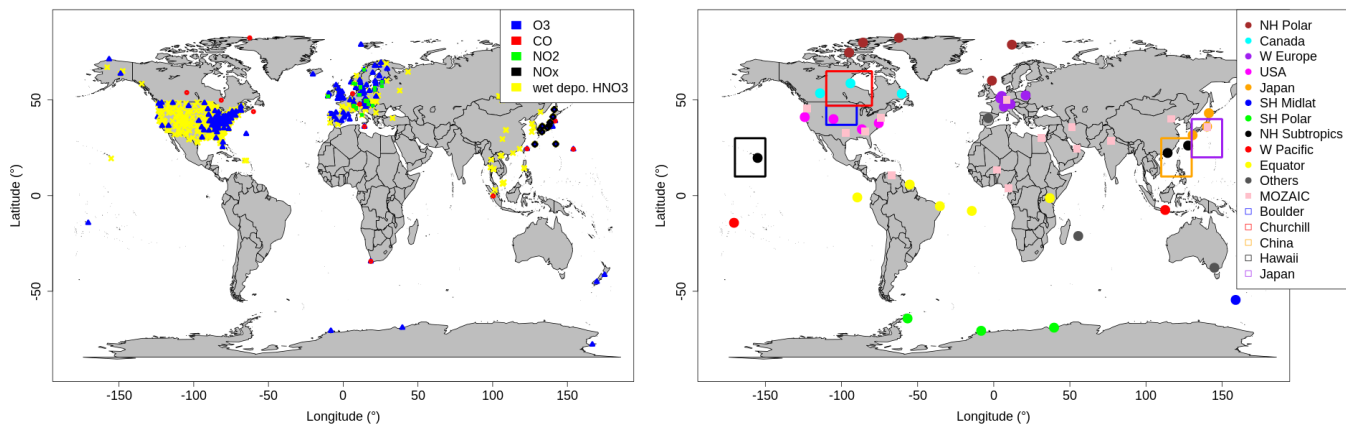 O3
CO
NO2
NOx
wet depo. HNO3
50
0
-50
Latitude (°)
-150
-100
-50
0
50
100
150
Longitude (°)
NH Polar
Canada
W Europe
USA
Japan
SH Midlat
SH Polar
NH Subtropics
W Pacific
Equator
Others
MOZAIC
Boulder
Churchill
China
Hawaii
Japan
50
0
-50
Latitude (°)
-150
-100
-50
0
50
100
150
Longitude (°)